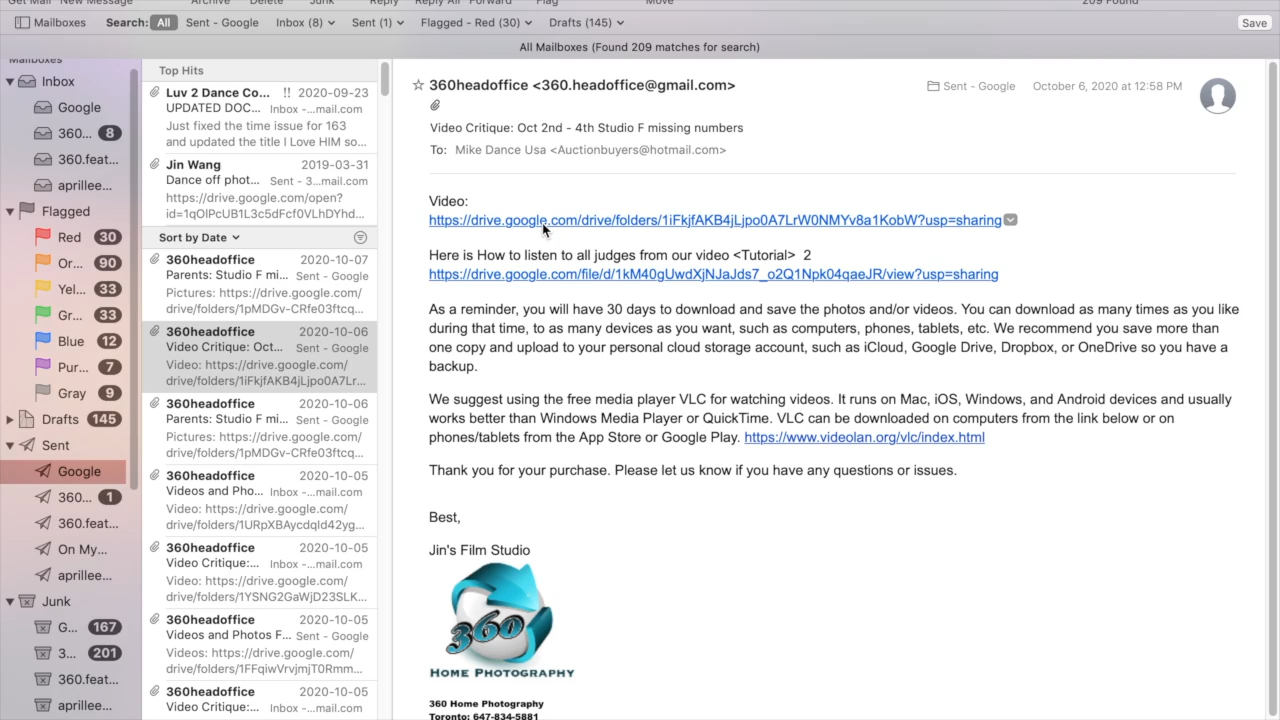 Get Mail New Message Archive Delete Junk Reply Reply All Forward Flag Move 209 Found
Mailboxes Search: All Sent - Google Inbox (8) Sent (1) Flagged - Red (30) Drafts (145) Save
All Mailboxes (Found 209 matches for search)
Mailboxes
Inbox
Google
360... 8
360.feat...
aprillee...
Flagged
Red 30
Or... 90
Yel... 33
Gr... 33
Blue 12
Pur... 7
Gray 9
Drafts 145
Sent
Google
360... 1
360.feat...
On My...
aprillee...
Junk
G... 167
3... 201
360.feat...
aprillee...
Top Hits
Luv 2 Dance Co... !! 2020-09-23
UPDATED DOC... Inbox -...mail.com
Just fixed the time issue for 163
and updated the title I Love HIM so...
Jin Wang 2019-03-31
Dance off phot... Sent - 3...mail.com
https://drive.google.com/open?
id=1qOlPcUB1L3c5dFcf0VLhDYhd...
Sort by Date
360headoffice 2020-10-07
Parents: Studio F mi... Sent - Google
Pictures: https://drive.google.com/
drive/folders/1pMDGv-CRfe03ftcq...
360headoffice 2020-10-06
Video Critique: Oct... Sent - Google
Video: https://drive.google.com/
drive/folders/1iFkjfAKB4jLjpo0A7Lr...
360headoffice 2020-10-06
Parents: Studio F mi... Sent - Google
Pictures: https://drive.google.com/
drive/folders/1pMDGv-CRfe03ftcq...
360headoffice 2020-10-05
Videos and Pho... Inbox -...mail.com
Video: https://drive.google.com/
drive/folders/1URpXBAycdqId42yg...
360headoffice 2020-10-05
Video Critique:... Inbox -...mail.com
Video: https://drive.google.com/
drive/folders/1YSNG2GaWjD23SLK...
360headoffice 2020-10-05
Videos and Photos F... Sent - Google
Videos: https://drive.google.com/
drive/folders/1FFqiwVrvjmjT0Rmm...
360headoffice 2020-10-05
Video Critique:... Inbox -...mail.com
360headoffice <360.headoffice@gmail.com> Sent - Google October 6, 2020 at 12:58 PM
Video Critique: Oct 2nd - 4th Studio F missing numbers
To: Mike Dance Usa <Auctionbuyers@hotmail.com>
Video:
https://drive.google.com/drive/folders/1iFkjfAKB4jLjpo0A7LrW0NMYv8a1KobW?usp=sharing
Here is How to listen to all judges from our video <Tutorial> 2
https://drive.google.com/file/d/1kM40gUwdXjNJaJds7_o2Q1Npk04qaeJR/view?usp=sharing
As a reminder, you will have 30 days to download and save the photos and/or videos. You can download as many times as you like
during that time, to as many devices as you want, such as computers, phones, tablets, etc. We recommend you save more than
one copy and upload to your personal cloud storage account, such as iCloud, Google Drive, Dropbox, or OneDrive so you have a
backup.
We suggest using the free media player VLC for watching videos. It runs on Mac, iOS, Windows, and Android devices and usually
works better than Windows Media Player or QuickTime. VLC can be downloaded on computers from the link below or on
phones/tablets from the App Store or Google Play. https://www.videolan.org/vlc/index.html
Thank you for your purchase. Please let us know if you have any questions or issues.
Best,
Jin's Film Studio
360
HOME PHOTOGRAPHY
360 Home Photography
Toronto: 647-834-5881